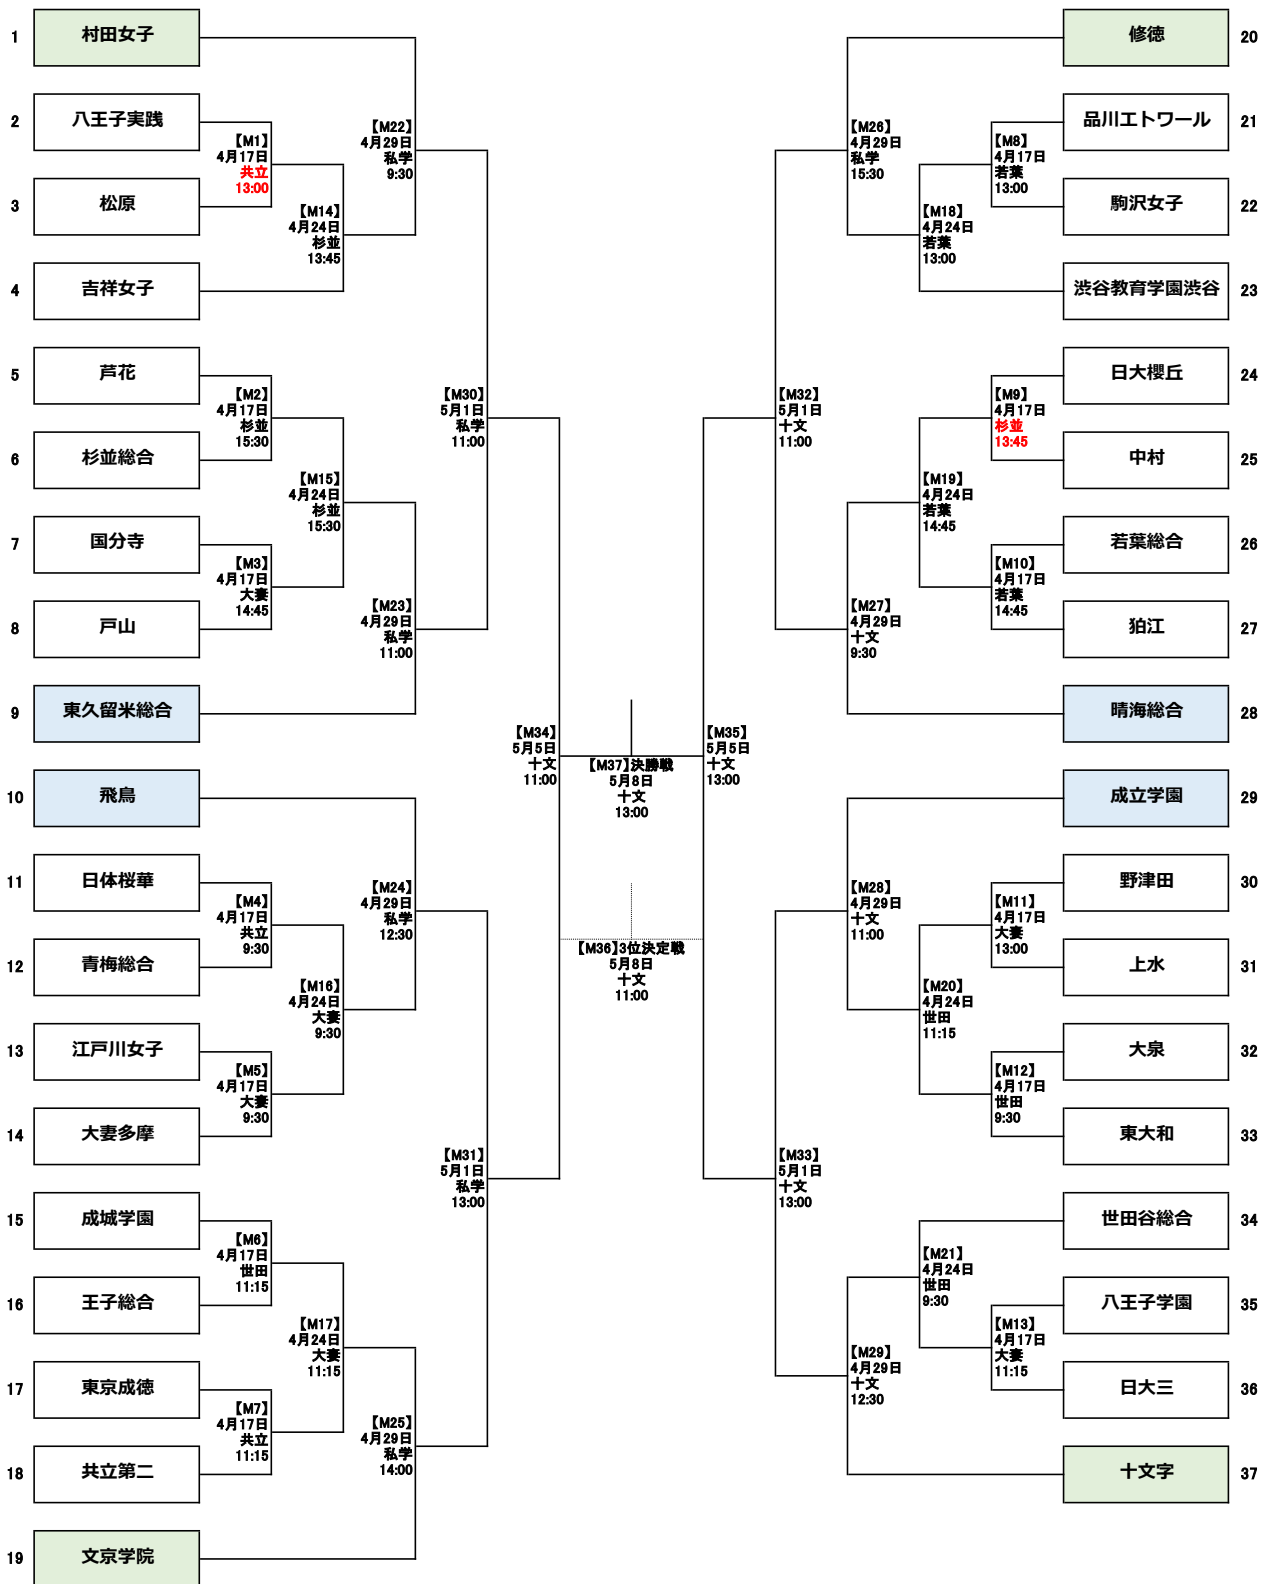 1 村田女子
2 八王子実践
3 松原
4 吉祥女子
5 芦花
6 杉並総合
7 国分寺
8 戸山
9 東久留米総合
10 飛鳥
11 日体桜華
12 青梅総合
13 江戸川女子
14 大妻多摩
15 成城学園
16 王子総合
17 東京成徳
18 共立第二
19 文京学院
【M1】
4月17日
共立
13:00
【M2】
4月17日
杉並
15:30
【M3】
4月17日
大妻
14:45
【M4】
4月17日
共立
9:30
【M5】
4月17日
大妻
9:30
【M6】
4月17日
世田
11:15
【M7】
4月17日
共立
11:15
【M14】
4月24日
杉並
13:45
【M15】
4月24日
杉並
15:30
【M16】
4月24日
大妻
9:30
【M17】
4月24日
大妻
11:15
【M22】
4月29日
私学
9:30
【M23】
4月29日
私学
11:00
【M24】
4月29日
私学
12:30
【M25】
4月29日
私学
14:00
【M30】
5月1日
私学
11:00
【M31】
5月1日
私学
13:00
【M34】
5月5日
十文
11:00
【M37】決勝戦
5月8日
十文
13:00
【M36】3位決定戦
5月8日
十文
11:00
【M35】
5月5日
十文
13:00
【M32】
5月1日
十文
11:00
【M33】
5月1日
十文
13:00
【M26】
4月29日
私学
15:30
【M27】
4月29日
十文
9:30
【M28】
4月29日
十文
11:00
【M29】
4月29日
十文
12:30
【M18】
4月24日
若葉
13:00
【M19】
4月24日
若葉
14:45
【M20】
4月24日
世田
11:15
【M21】
4月24日
世田
9:30
【M8】
4月17日
若葉
13:00
【M9】
4月17日
杉並
13:45
【M10】
4月17日
若葉
14:45
【M11】
4月17日
大妻
13:00
【M12】
4月17日
世田
9:30
【M13】
4月17日
大妻
11:15
修徳 20
品川エトワール 21
駒沢女子 22
渋谷教育学園渋谷 23
日大櫻丘 24
中村 25
若葉総合 26
狛江 27
晴海総合 28
成立学園 29
野津田 30
上水 31
大泉 32
東大和 33
世田谷総合 34
八王子学園 35
日大三 36
十文字 37